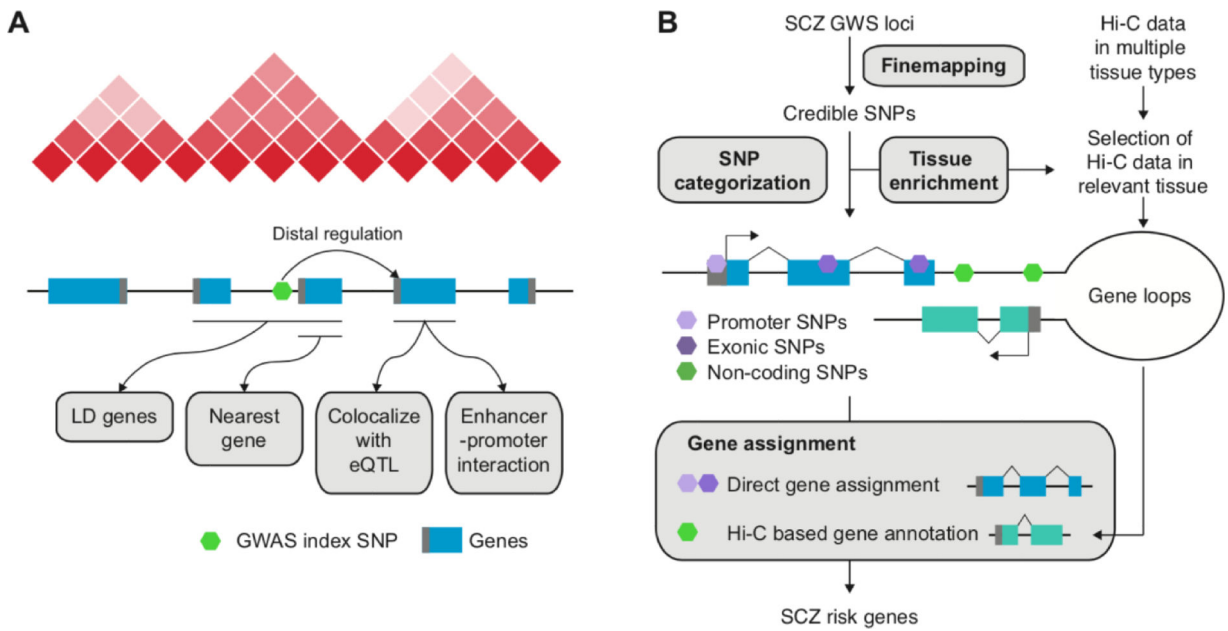 A
Distal regulation
LD genes
Nearest
gene
Colocalize
with
eQTL
Enhancer
-promoter
interaction
GWAS index SNP
Genes
B
SCZ GWS loci
Finemapping
Credible SNPs
SNP
categorization
Tissue
enrichment
Hi-C data
in multiple
tissue types
Selection of
Hi-C data in
relevant tissue
Gene loops
Promoter SNPs
Exonic SNPs
Non-coding SNPs
Gene assignment
Direct gene assignment
Hi-C based gene annotation
SCZ risk genes